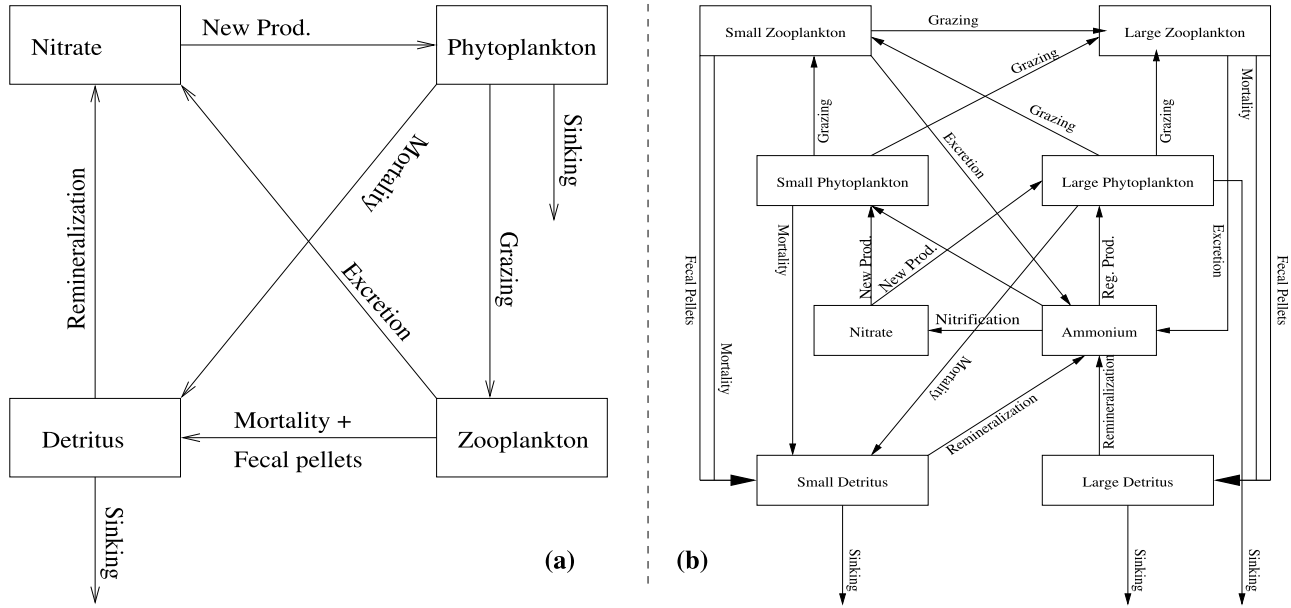 Nitrate
New Prod.
Phytoplankton
Remineralization
Mortality
Sinking
Excretion
Grazing
Detritus
Mortality +
Fecal pellets
Zooplankton
Sinking
(a)
Small Zooplankton
Grazing
Large Zooplankton
Grazing
Grazing
Grazing
Grazing
Mortality
Excretion
Small Phytoplankton
Large Phytoplankton
Fecal Pellets
Mortality
Mortality
New Prod.
New Prod.
Reg. Prod.
Excretion
Fecal Pellets
Nitrate
Nitrification
Ammonium
Mortality
Remineralization
Remineralization
Small Detritus
Large Detritus
Sinking
Sinking
Sinking
(b)